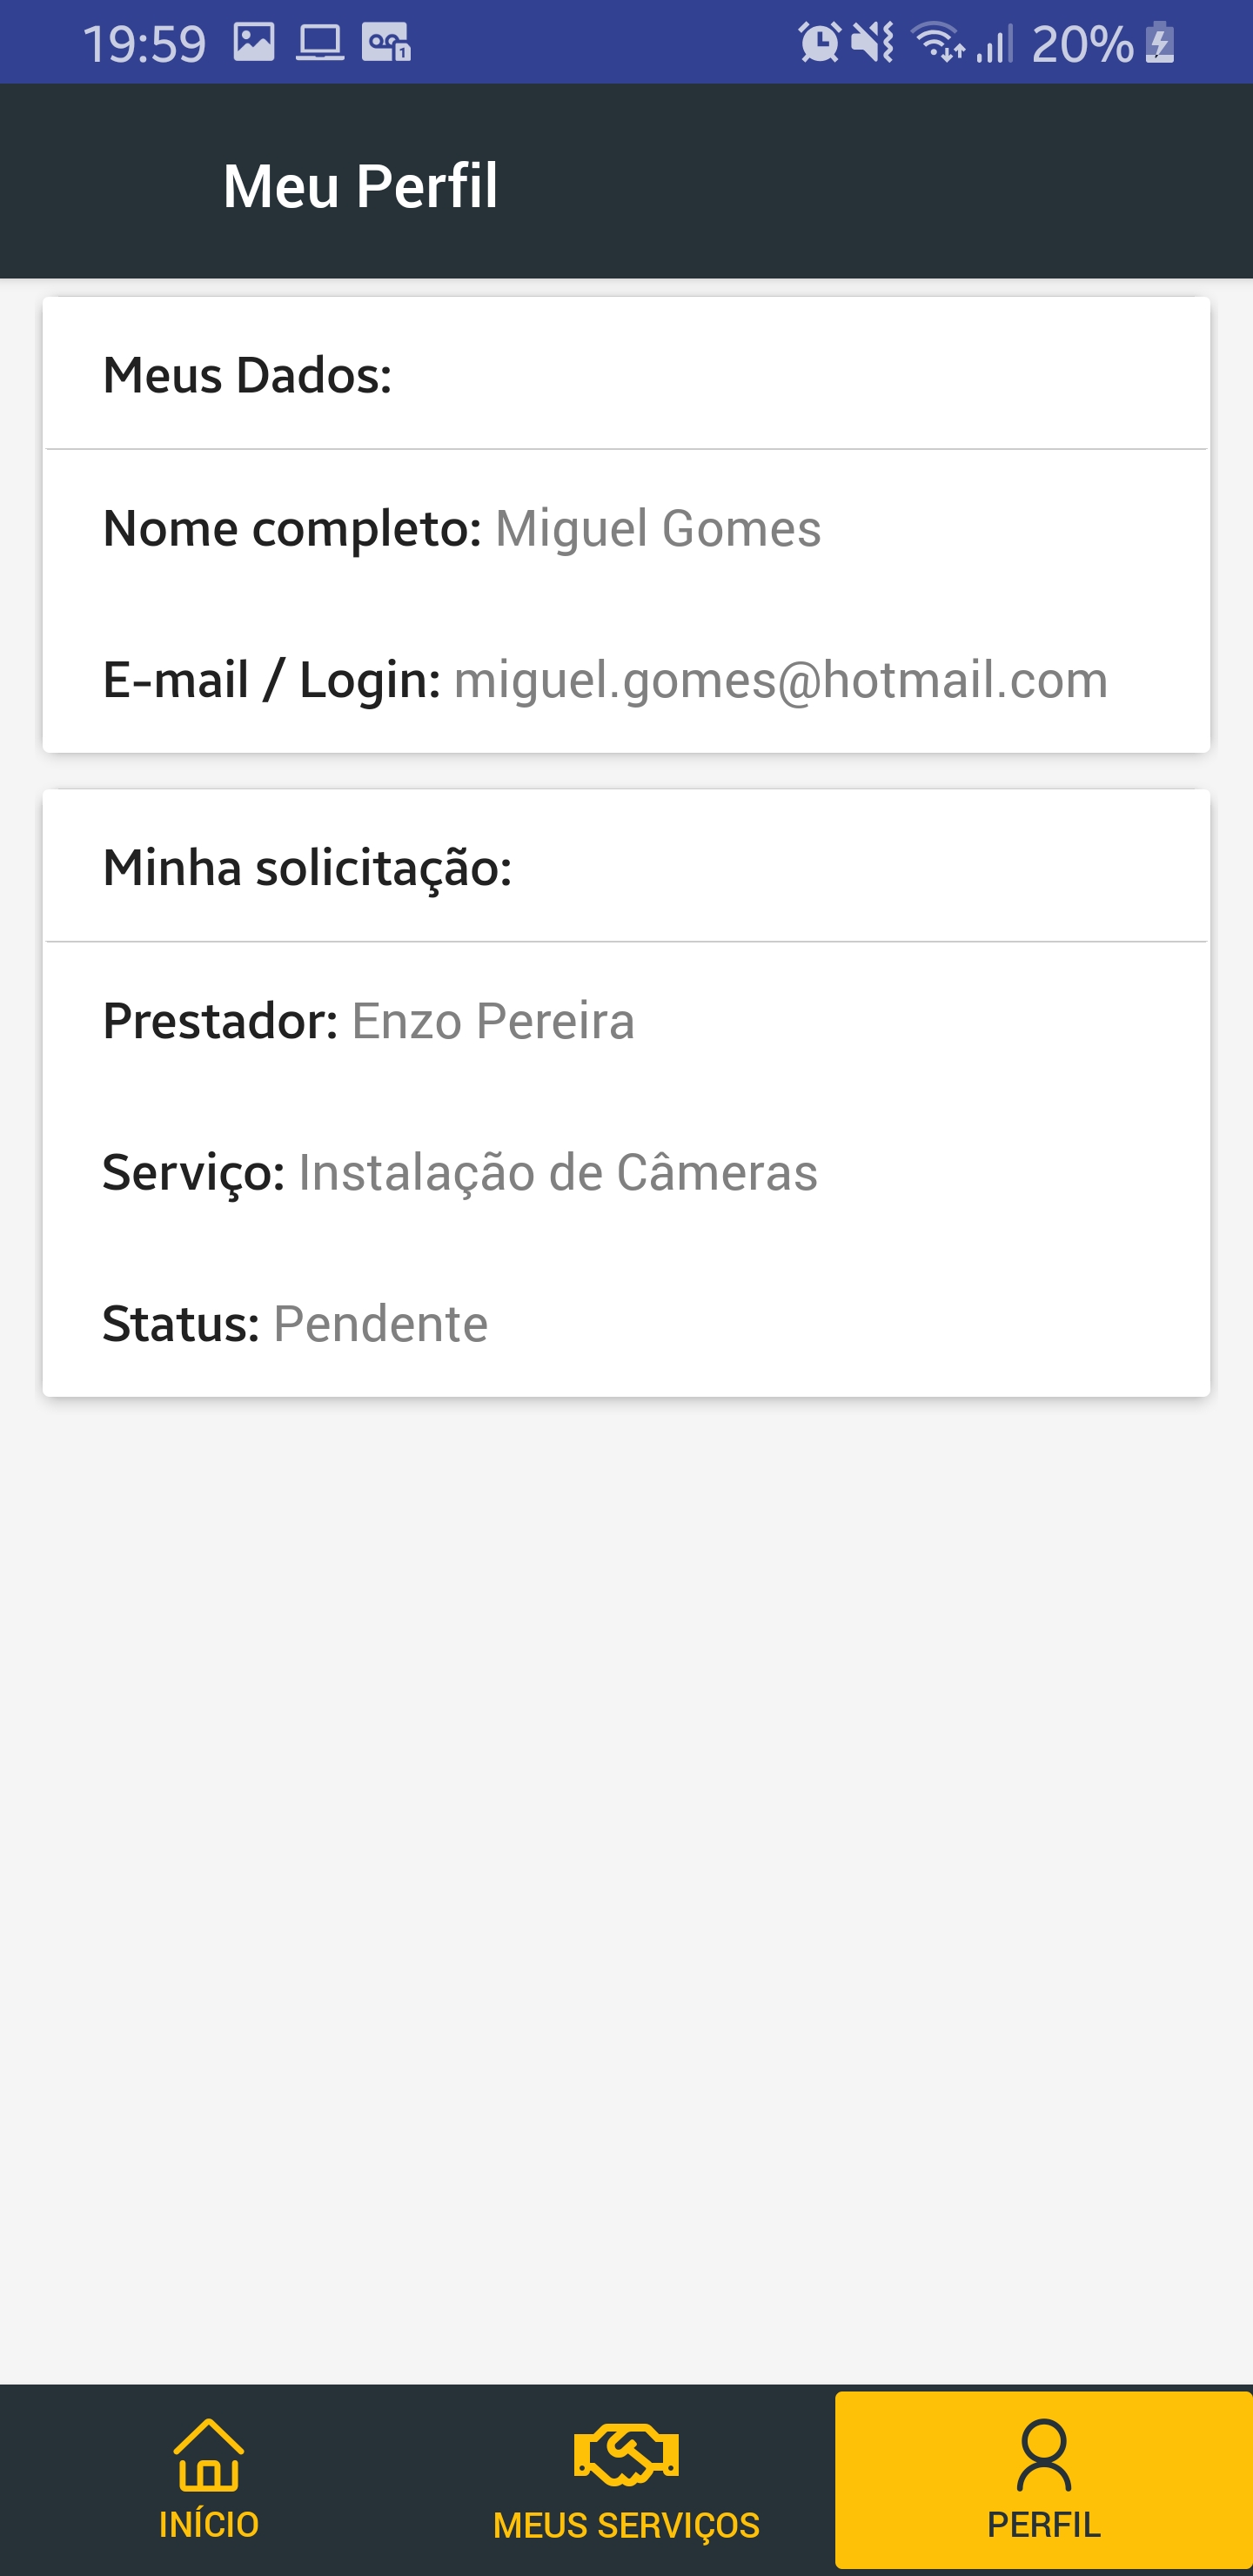 19:59
20%
Meu Perfil
Meus Dados:
Nome completo: Miguel Gomes
E-mail / Login: miguel.gomes@hotmail.com
Minha solicitação:
Prestador: Enzo Pereira
Serviço: Instalação de Câmeras
Status: Pendente
INÍCIO
MEUS SERVIÇOS
PERFIL